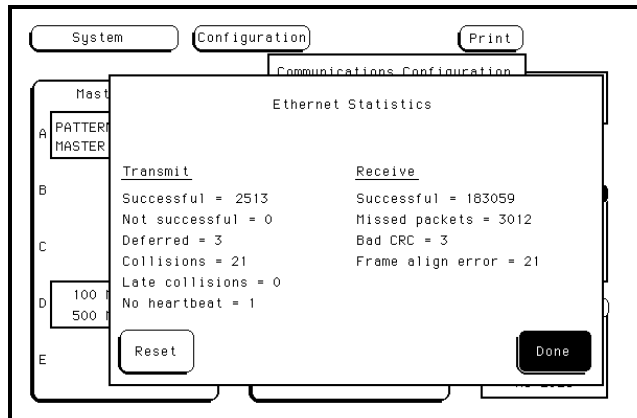 System
Configuration
Print
Communications Configuration
Mast
A
PATTERN
MASTER
B
C
D
100
500
E
Ethernet Statistics
Transmit
Successful = 2513
Not successful = 0
Deferred = 3
Collisions = 21
Late collisions = 0
No heartbeat = 1
Receive
Successful = 183059
Missed packets = 3012
Bad CRC = 3
Frame align error = 21
Reset
Done